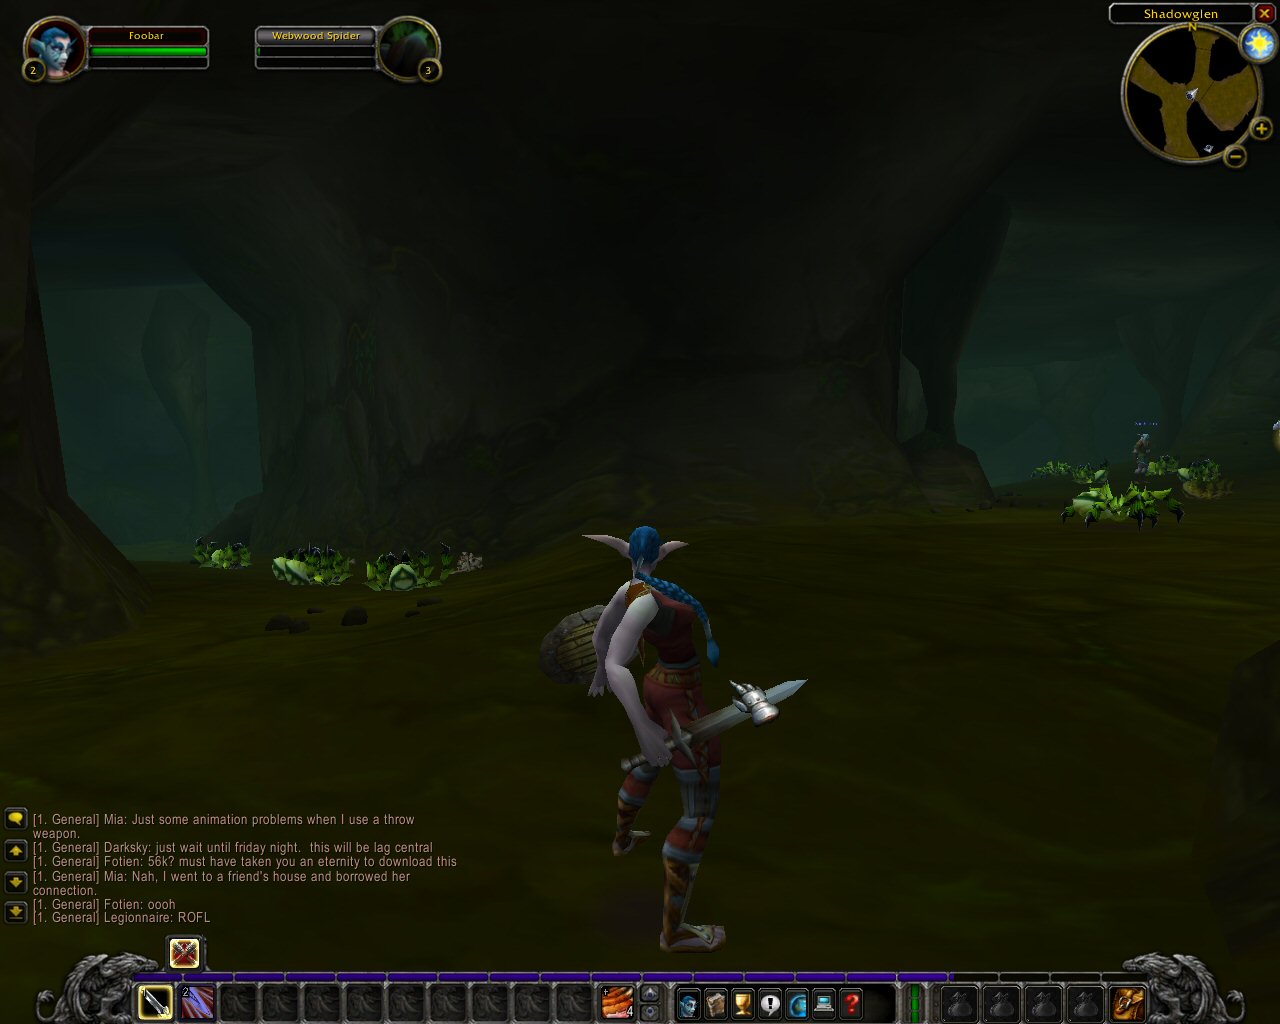 Foobar
2
Webwood Spider
3
Shadowglen
N
[1. General] Mia: Just some animation problems when I use a throw
weapon.
[1. General] Darksky: just wait until friday night.  this will be lag central
[1. General] Fotien: 56k? must have taken you an eternity to download this
[1. General] Mia: Nah, I went to a friend's house and borrowed her
connection.
[1. General] Fotien: oooh
[1. General] Legionnaire: ROFL
1
2
4